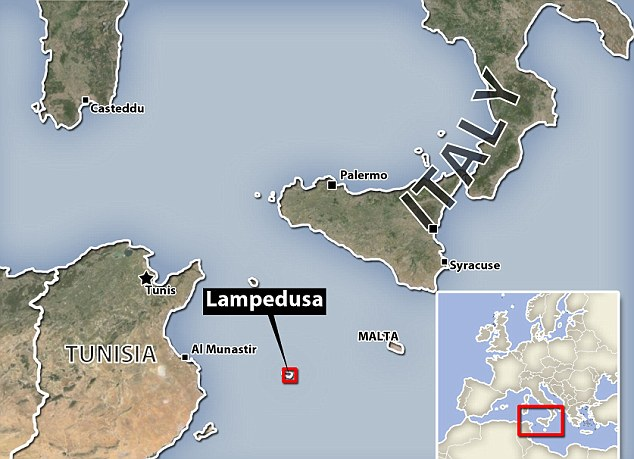 Casteddu
ITALY
Palermo
Syracuse
Tunis
Lampedusa
MALTA
TUNISIA
Al Munastir